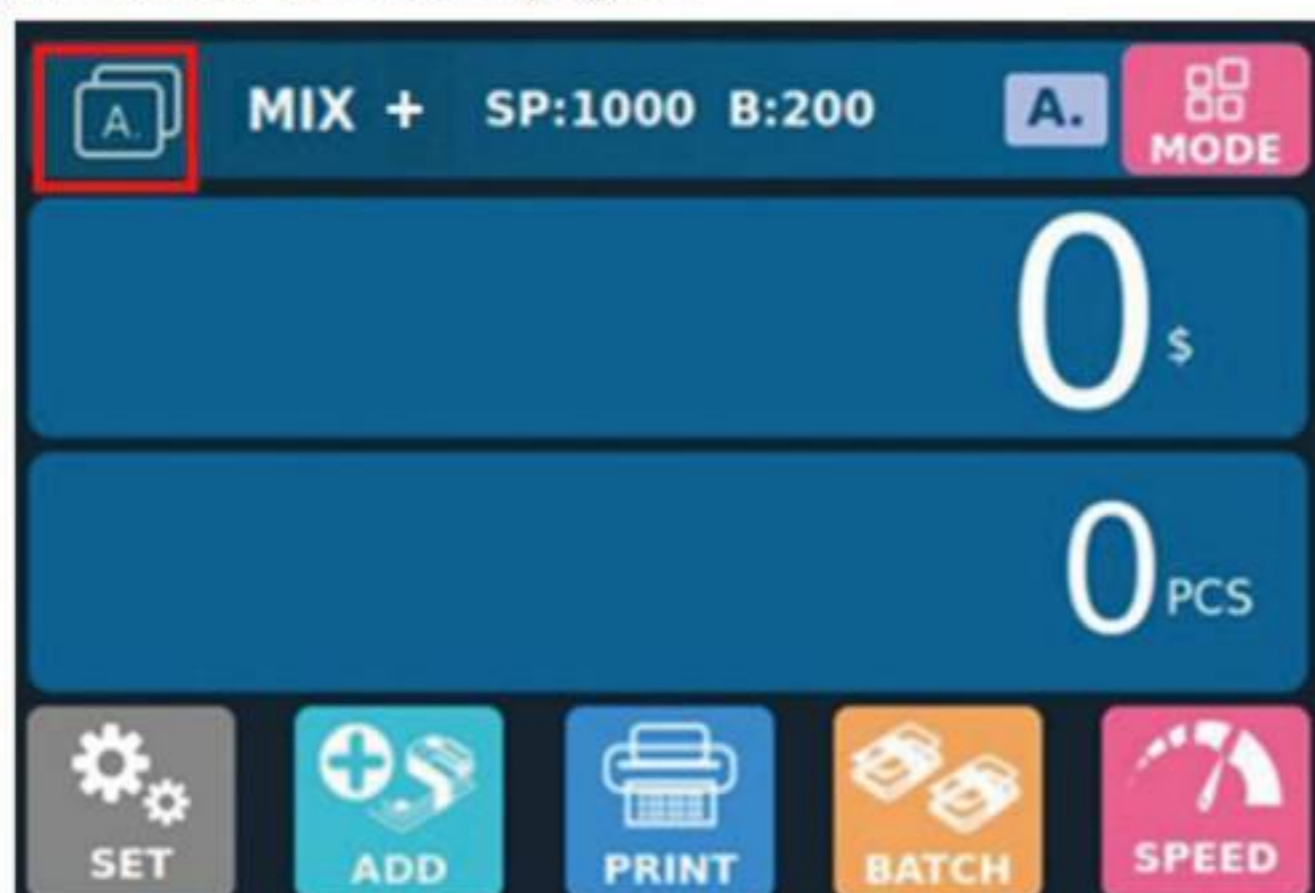 A. MIX + SP:1000 B:200 A. MODE
0 $
0 PCS
SET ADD PRINT BATCH SPEED